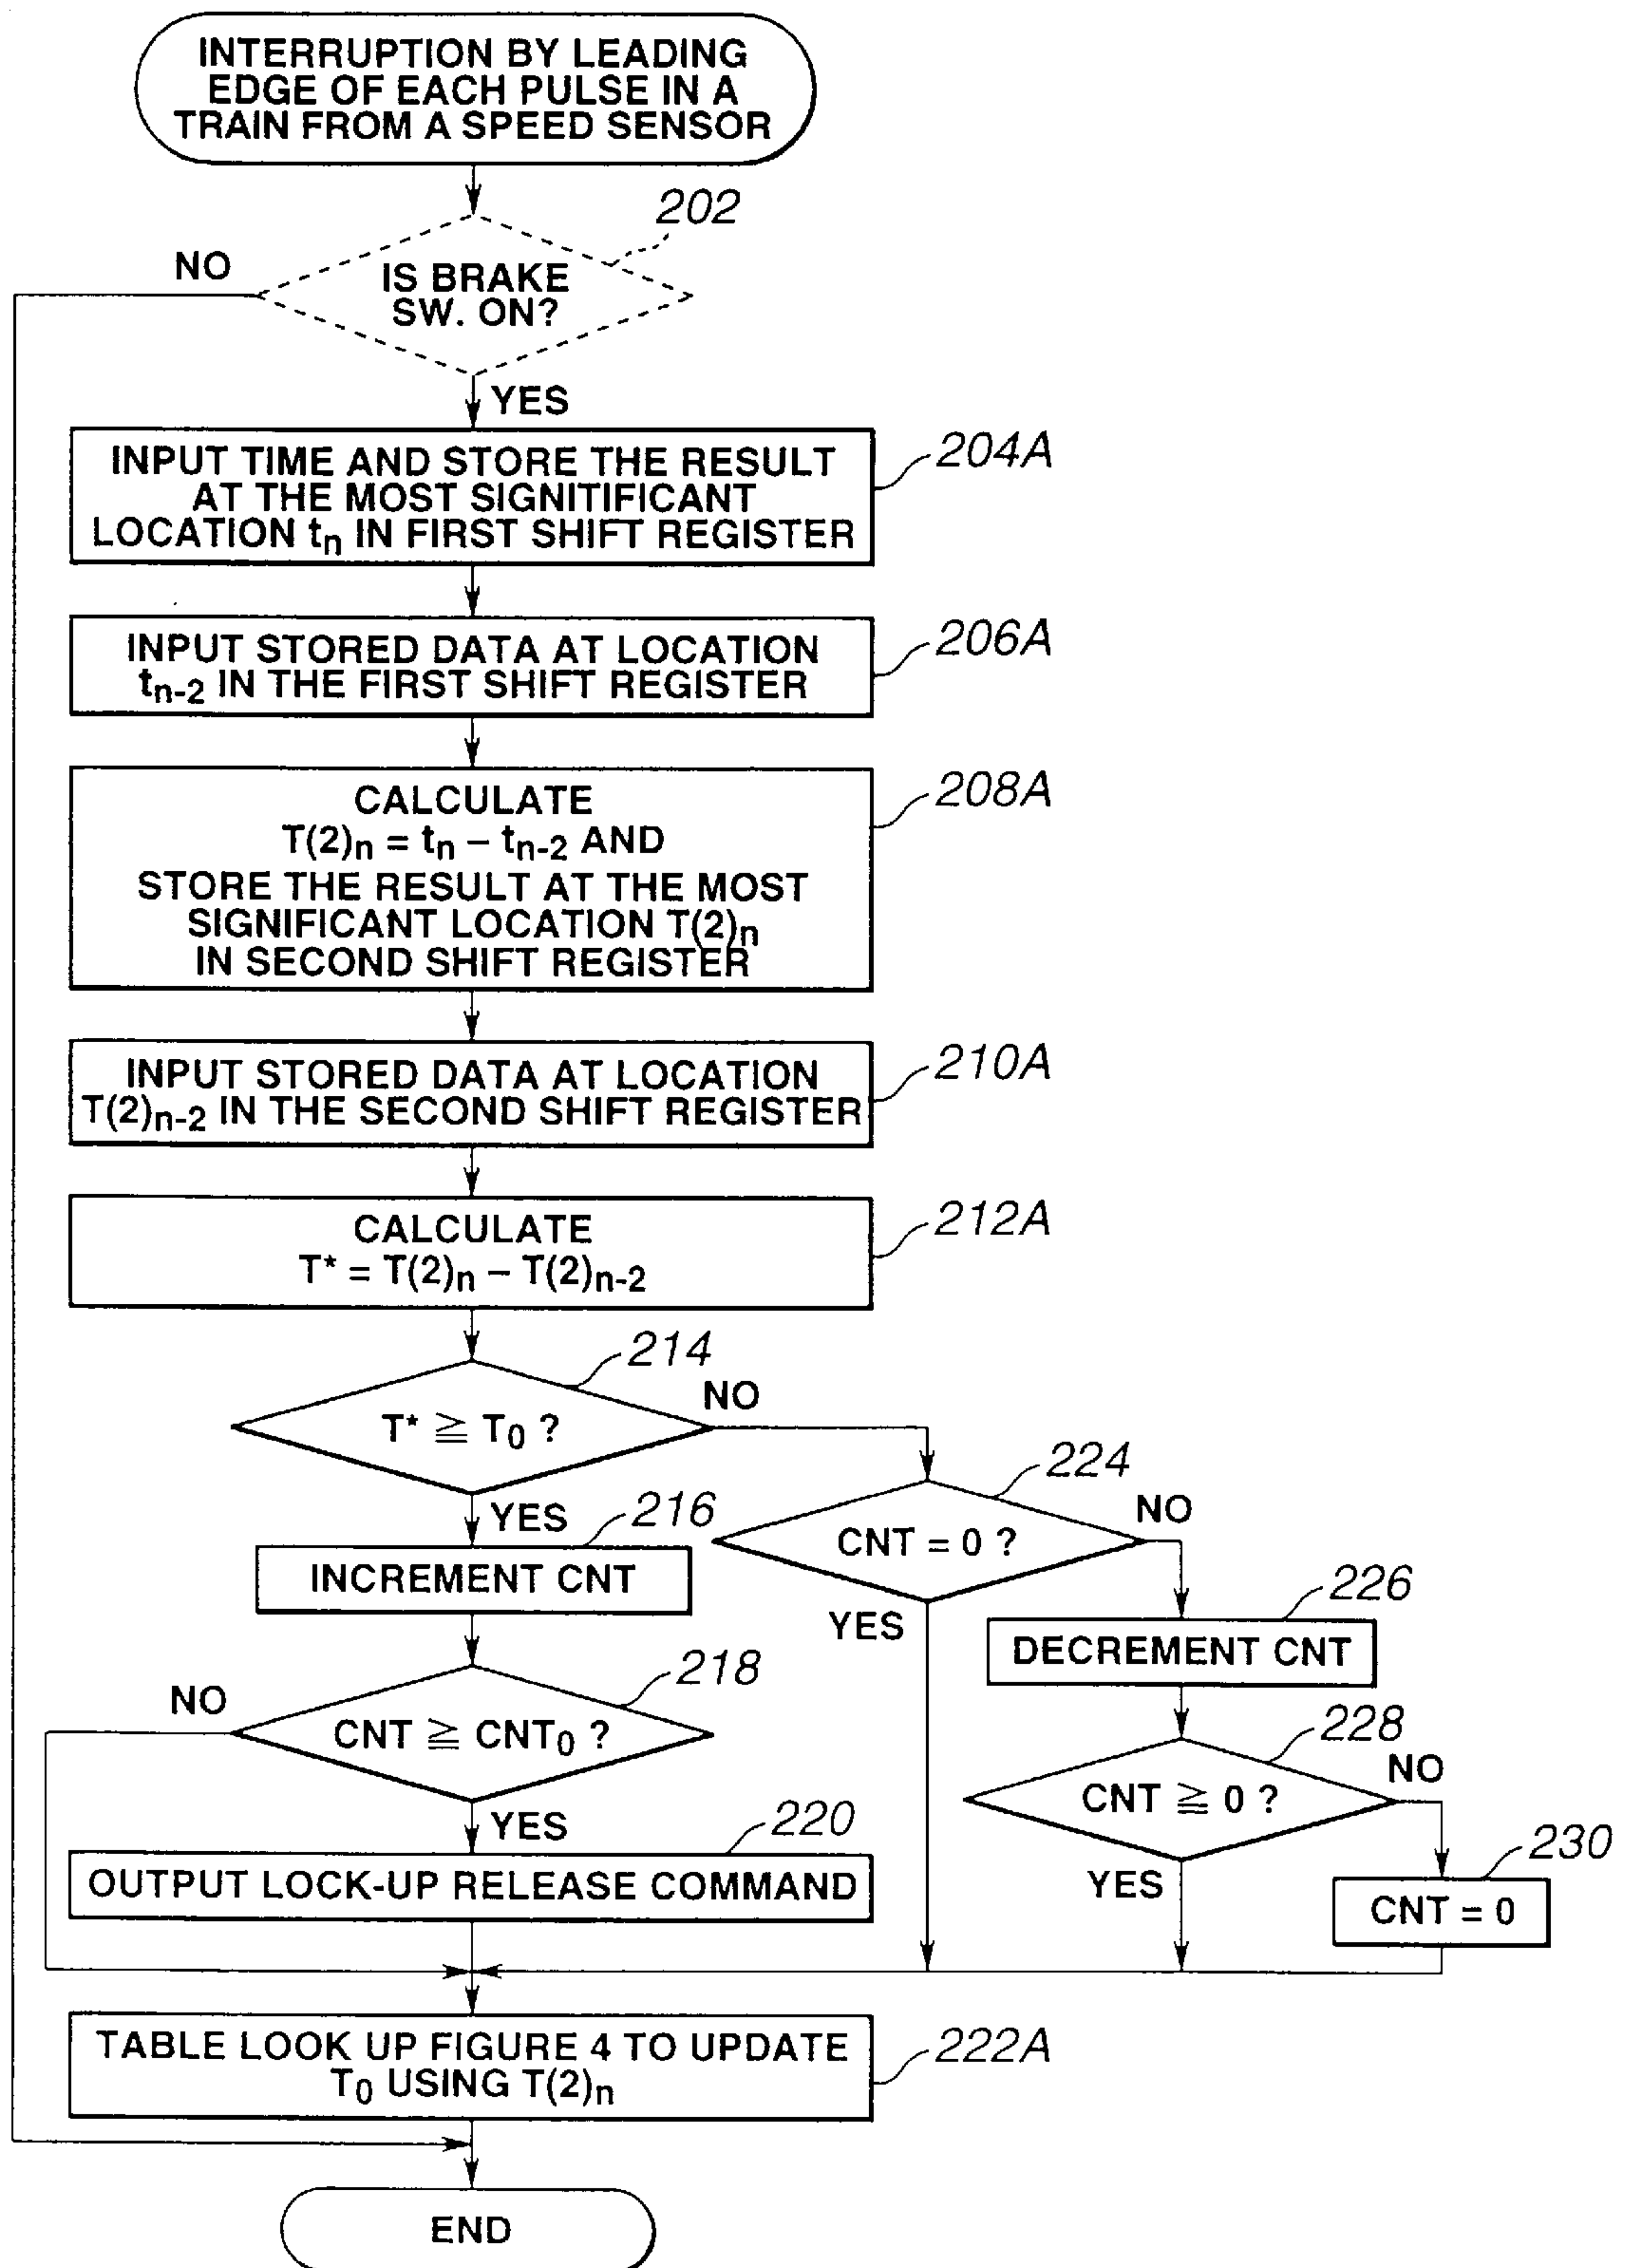 INTERRUPTION BY LEADING
EDGE OF EACH PULSE IN A
TRAIN FROM A SPEED SENSOR
202
NO
IS BRAKE
SW. ON?
YES
204A
INPUT TIME AND STORE THE RESULT
AT THE MOST SIGNITIFICANT
LOCATION tn IN FIRST SHIFT REGISTER
206A
INPUT STORED DATA AT LOCATION
tn-2 IN THE FIRST SHIFT REGISTER
208A
CALCULATE
T(2)n = tn – tn-2 AND
STORE THE RESULT AT THE MOST
SIGNIFICANT LOCATION T(2)n
IN SECOND SHIFT REGISTER
210A
INPUT STORED DATA AT LOCATION
T(2)n-2 IN THE SECOND SHIFT REGISTER
212A
CALCULATE
T* = T(2)n – T(2)n-2
214
NO
T* ≧ T0 ?
YES
216
INCREMENT CNT
224
NO
CNT = 0 ?
YES
226
DECREMENT CNT
218
NO
CNT ≧ CNT0 ?
YES
228
NO
CNT ≧ 0 ?
YES
220
OUTPUT LOCK-UP RELEASE COMMAND
230
CNT = 0
222A
TABLE LOOK UP FIGURE 4 TO UPDATE
T0 USING T(2)n
END